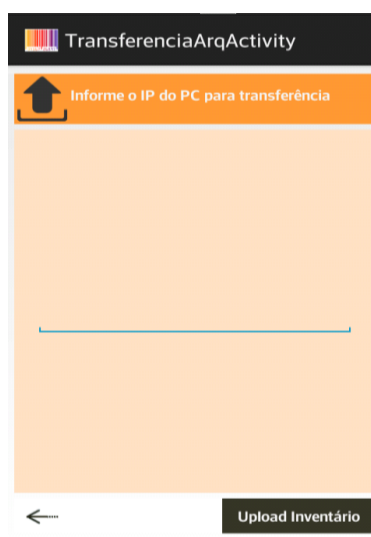 TransferenciaArqActivity
Informe o IP do PC para transferência
Upload Inventário